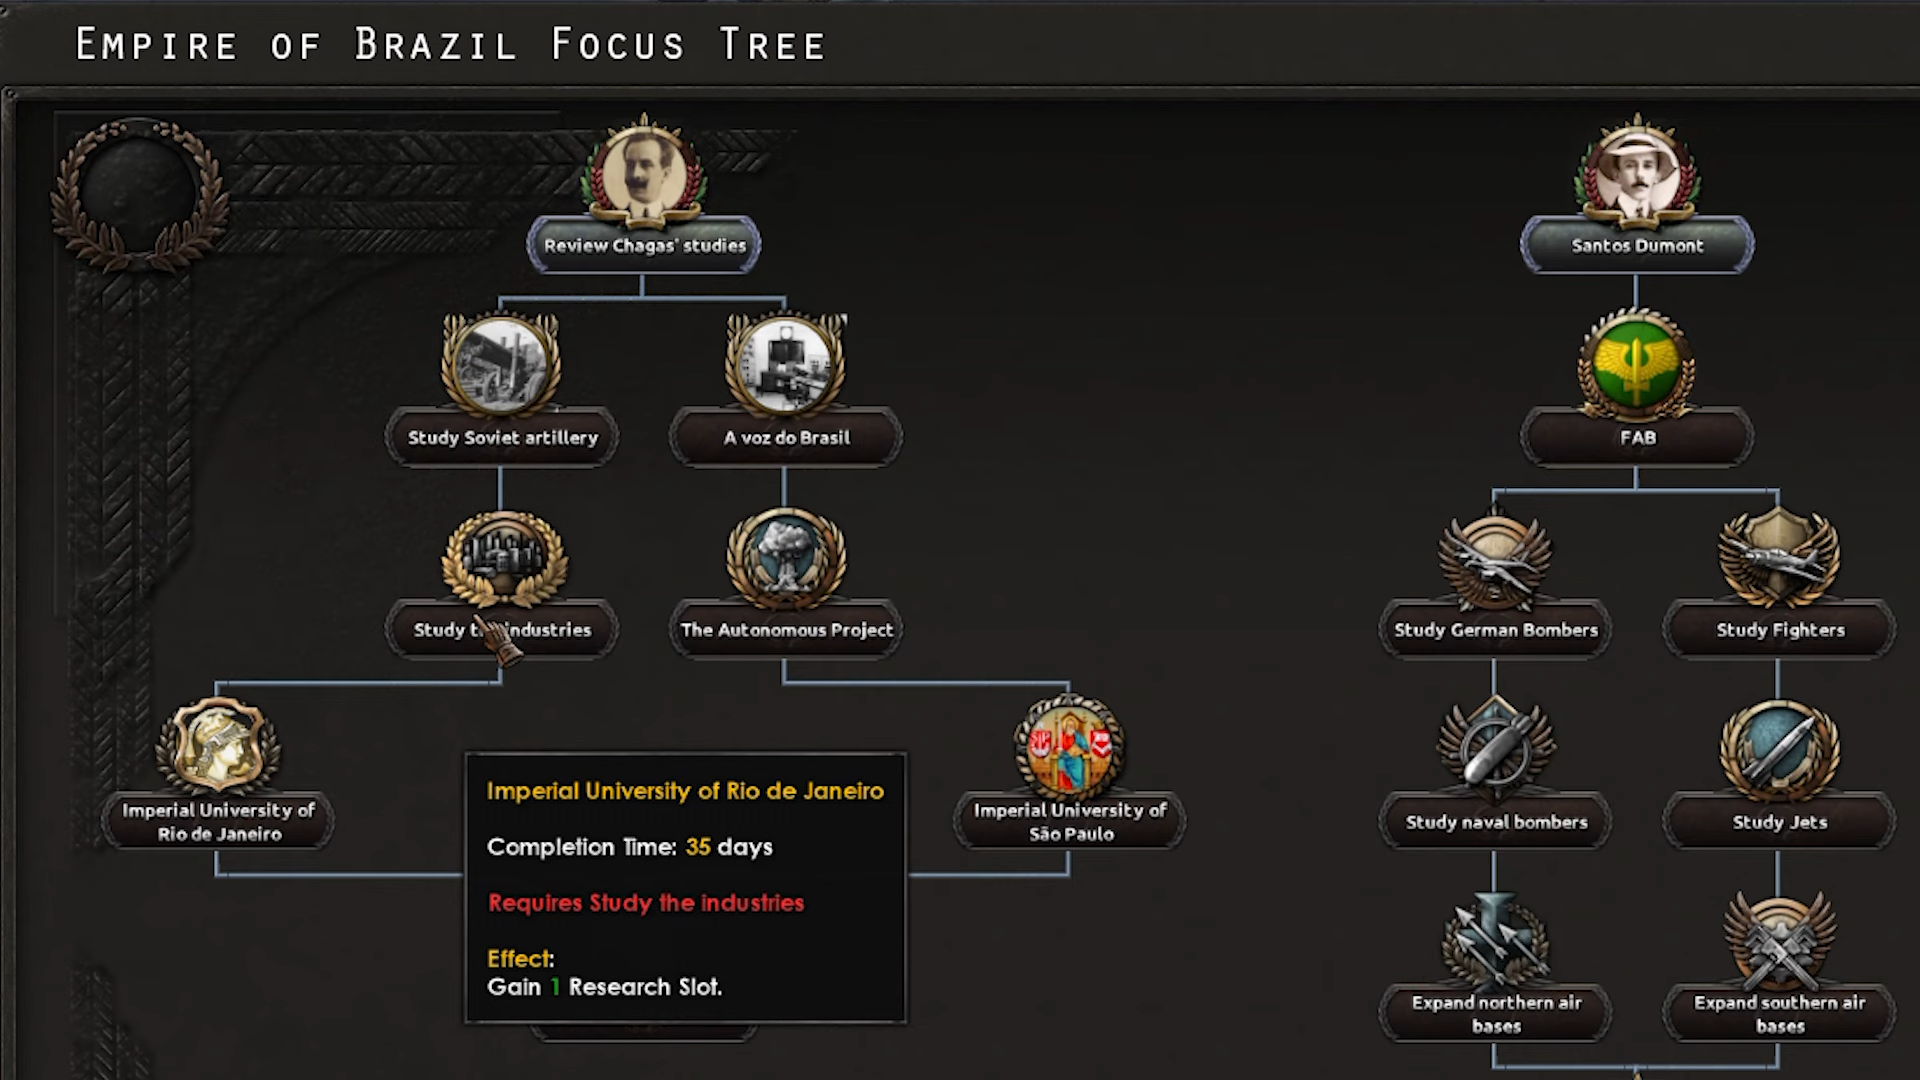 EMPIRE OF BRAZIL FOCUS TREE
Review Chagas' studies
Santos Dumont
Study Soviet artillery
A voz do Brasil
FAB
Study industries
The Autonomous Project
Study German Bombers
Study Fighters
Imperial University of
Rio de Janeiro
Imperial University of
São Paulo
Study naval bombers
Study Jets
Imperial University of Rio de Janeiro
Completion Time: 35 days
Requires Study the industries
Effect:
Gain 1 Research Slot.
Expand northern air
bases
Expand southern air
bases